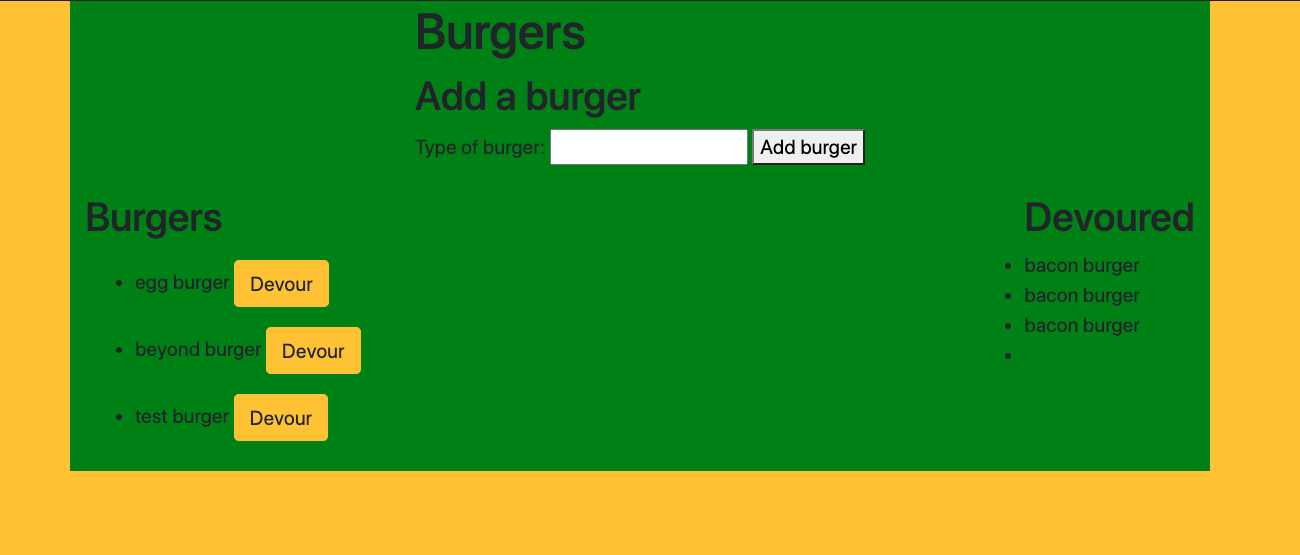 Burgers
Add a burger
Type of burger: Add burger
Burgers
egg burger Devour
beyond burger Devour
test burger Devour
Devoured
bacon burger
bacon burger
bacon burger